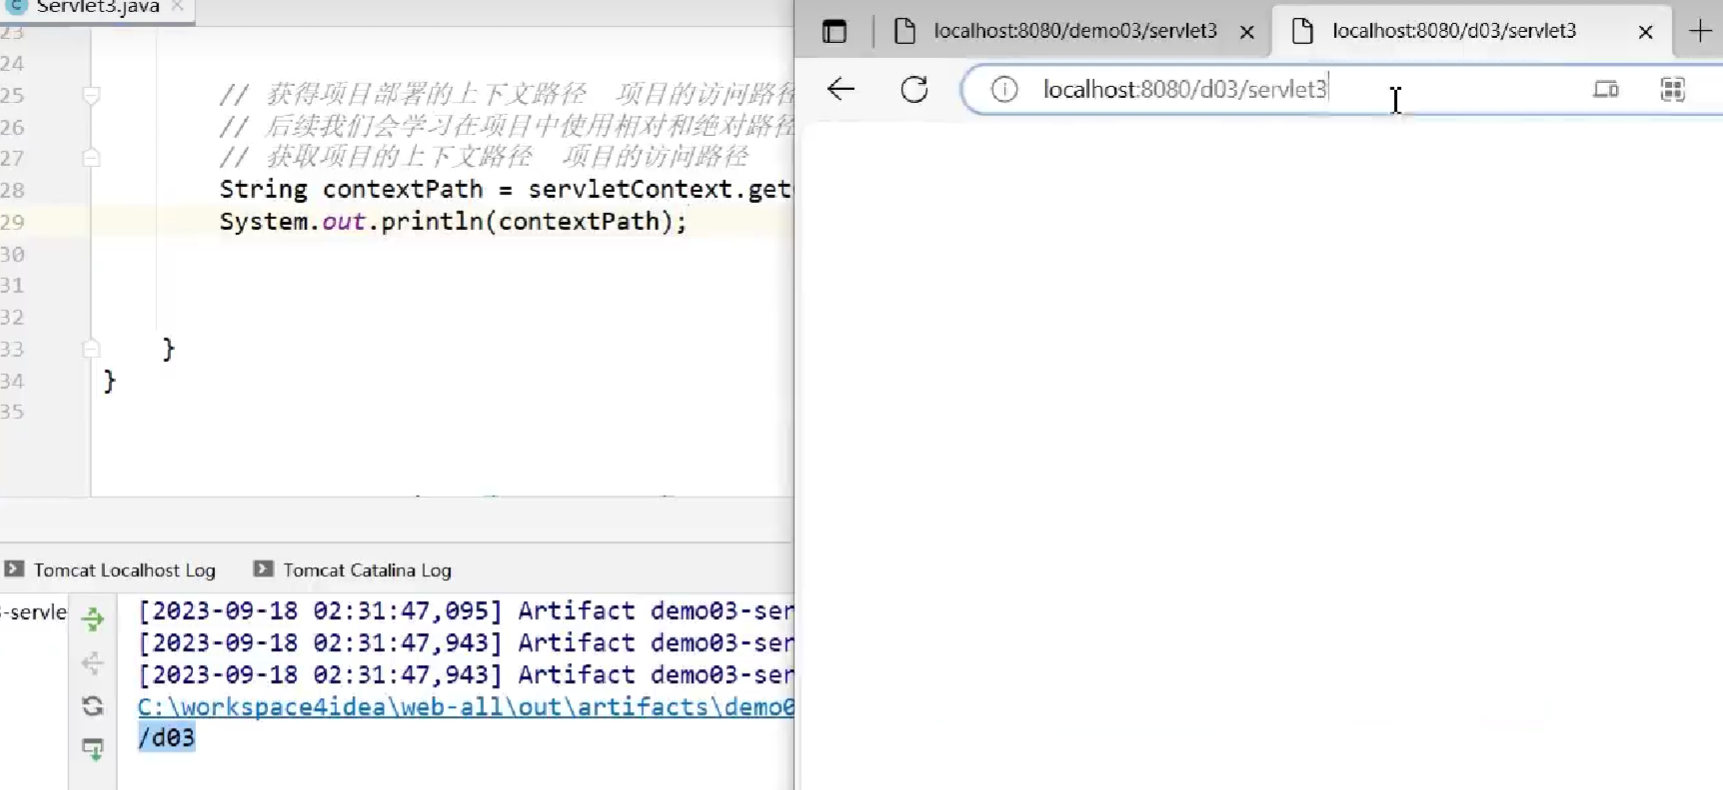 Servlet3.java
23
24
25 // 获得项目部署的上下文路径 项目的访问路径
26 // 后续我们会学习在项目中使用相对和绝对路径
27 // 获取项目的上下文路径 项目的访问路径
28 String contextPath = servletContext.get
29 System.out.println(contextPath);
30
31
32
33 }
34 }
35
Tomcat Localhost Log Tomcat Catalina Log
-servle
[2023-09-18 02:31:47,095] Artifact demo03-ser
[2023-09-18 02:31:47,943] Artifact demo03-ser
[2023-09-18 02:31:47,943] Artifact demo03-ser
C:\workspace4idea\web-all\out\artifacts\demo0
/d03
localhost:8080/demo03/servlet3 localhost:8080/d03/servlet3
localhost:8080/d03/servlet3